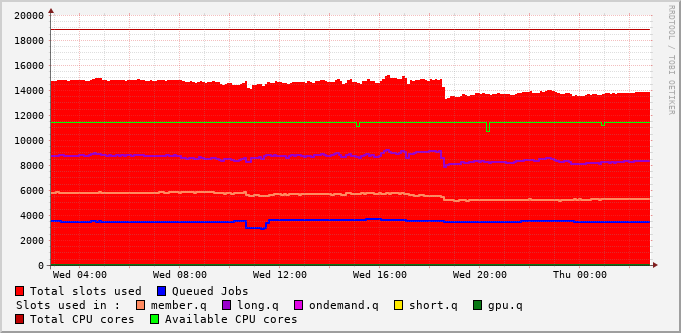 20000
18000
16000
14000
12000
10000
8000
6000
4000
2000
0
Wed 04:00 Wed 08:00 Wed 12:00 Wed 16:00 Wed 20:00 Thu 00:00
Total slots used Queued Jobs
Slots used in : member.q long.q ondemand.q short.q gpu.q
Total CPU cores Available CPU cores
RRDTOOL / TOBI OETIKER